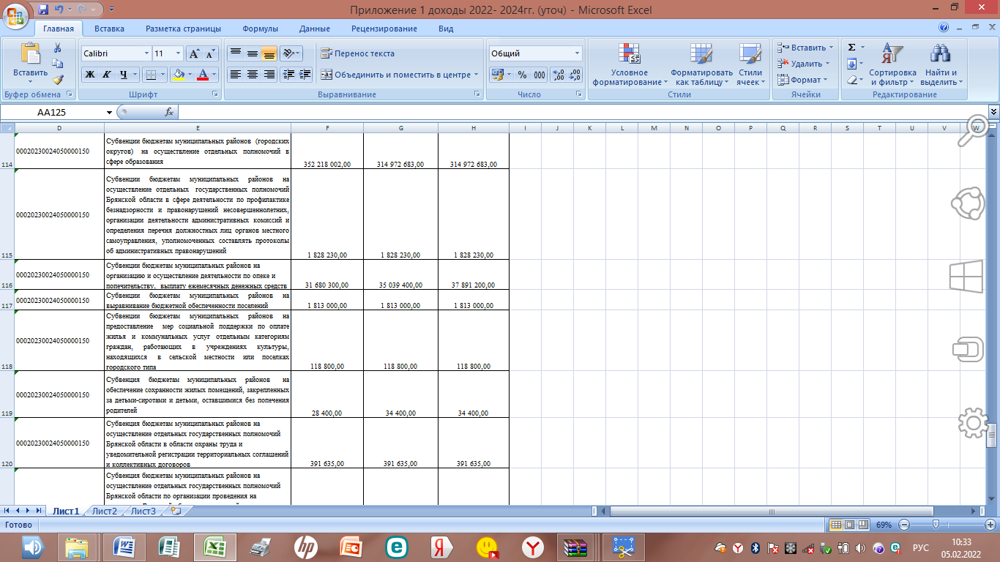 Приложение 1 доходы 2022- 2024гг. (уточ) - Microsoft Excel
Главная Вставка Разметка страницы Формулы Данные Рецензирование Вид
Вставить
Буфер обмена
Calibri 11
Ж К Ч
Шрифт
Перенос текста
Объединить и поместить в центре
Выравнивание
Общий
% 000
Число
Условное форматирование
Форматировать как таблицу
Стили ячеек
Стили
Вставить
Удалить
Формат
Ячейки
Σ
Сортировка и фильтр
Найти и выделить
Редактирование
AA125 fx
D E F G H I J K L M N O P Q R S T U V W
114
00020230024050000150
Субвенции бюджетам муниципальных районов (городских
округов) на осуществление отдельных полномочий в
сфере образования
352 218 002,00 314 972 683,00 314 972 683,00
115
00020230024050000150
Субвенции бюджетам муниципальных районов на
осуществление отдельных государственных полномочий
Брянской области в сфере деятельности по профилактике
безнадзорности и правонарушений несовершеннолетних,
организации деятельности административных комиссий и
определения перечня должностных лиц органов местного
самоуправления, уполномоченных составлять протоколы
об административных правонарушений
1 828 230,00 1 828 230,00 1 828 230,00
116
00020230024050000150
Субвенции бюджетам муниципальных районов на
организацию и осуществление деятельности по опеке и
попечительству, выплату ежемесячных денежных средств
31 680 300,00 35 039 400,00 37 891 200,00
117
00020230024050000150
Субвенции бюджетам муниципальных районов на
выравнивание бюджетной обеспеченности поселений
1 813 000,00 1 813 000,00 1 813 000,00
118
00020230024050000150
Субвенции бюджетам муниципальных районов на
предоставление мер социальной поддержки по оплате
жилья и коммунальных услуг отдельным категориям
граждан, работающих в учреждениях культуры,
находящихся в сельской местности или поселках
городского типа
118 800,00 118 800,00 118 800,00
119
00020230024050000150
Субвенция бюджетам муниципальных районов на
обеспечение сохранности жилых помещений, закрепленных
за детьми-сиротами и детьми, оставшимися без попечения
родителей
28 400,00 34 400,00 34 400,00
120
00020230024050000150
Субвенция бюджетам муниципальных районов на
осуществление отдельных государственных полномочий
Брянской области в области охраны труда и
уведомительной регистрации территориальных соглашений
и коллективных договоров
391 635,00 391 635,00 391 635,00
Субвенция бюджетам муниципальных районов на
осуществление отдельных государственных полномочий
Брянской области по организации проведения на
Лист1 Лист2 Лист3
Готово
69%
РУС
10:33
05.02.2022